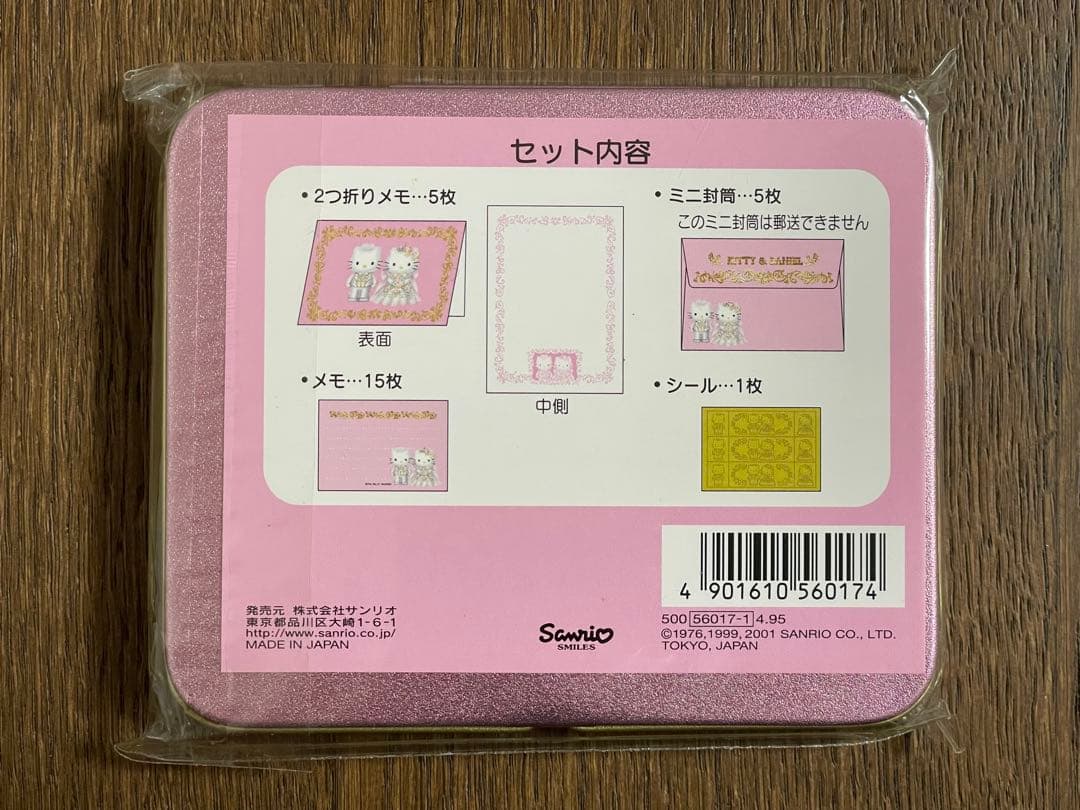 セット内容
• 2つ折りメモ…5枚
表面
中側
• ミニ封筒…5枚
このミニ封筒は郵送できません
KITTY & DANIEL
• メモ…15枚
• シール…1枚
4 901610 560174
500 56017-1 4.95
©1976,1999, 2001 SANRIO CO., LTD.
TOKYO, JAPAN
発売元 株式会社サンリオ
東京都品川区大崎1-6-1
http://www.sanrio.co.jp/
MADE IN JAPAN
Sanrio
SMILES